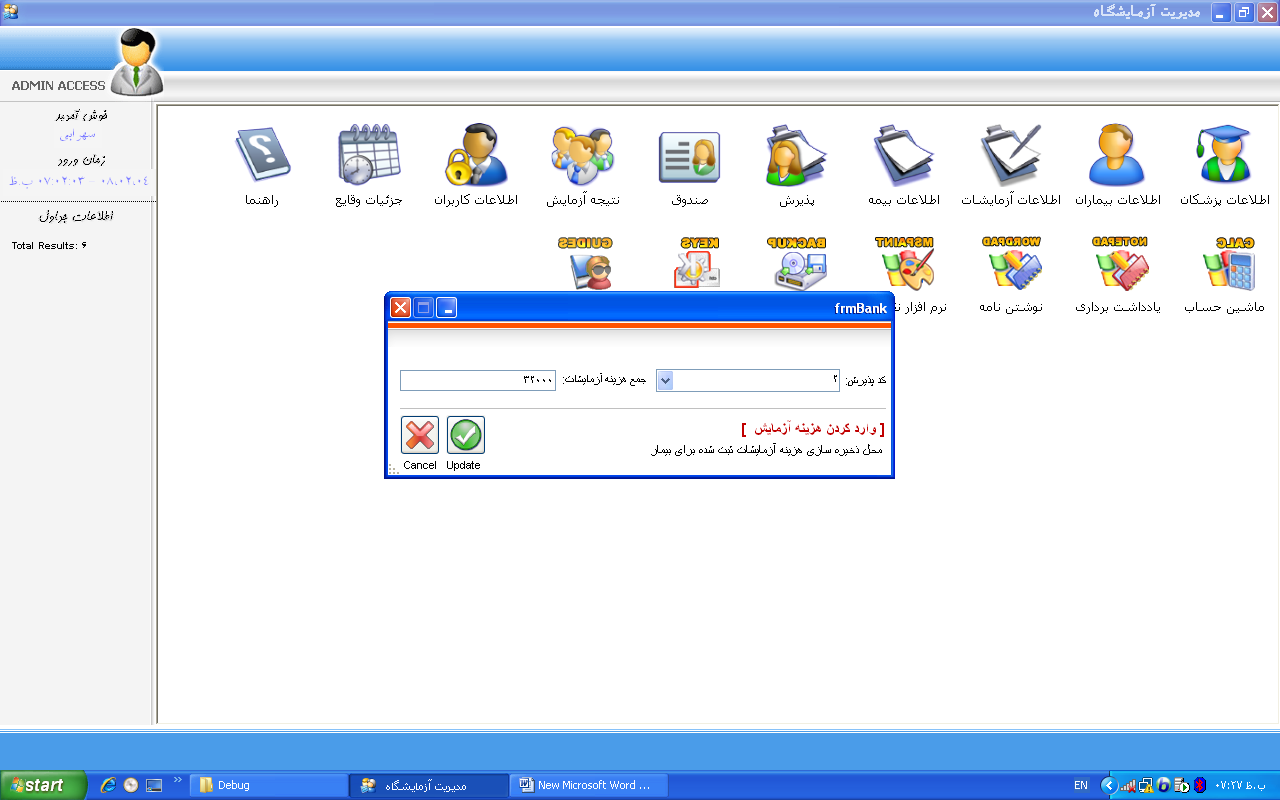 مدیریت آزمایشگاه
ADMIN ACCESS
خوش آمدید
سهرابی
زمان ورود
۰۸,۰۲,۰۴ - ۰۷:۰۲:۰۳ ب.ظ
اطلاعات جداول
Total Results: ۶
اطلاعات پزشکان
اطلاعات بیماران
اطلاعات آزمایشات
اطلاعات بیمه
پذیرش
صندوق
نتیجه آزمایش
اطلاعات کاربران
جزئیات وقایع
راهنما
CALC
NOTEPAD
WORDPAD
MSPAINT
BACKUP
KEYS
GUIDES
ماشین حساب
یادداشت برداری
نوشتن نامه
نرم افزار
frmBank
کد پذیرش:
۲
جمع هزینه آزمایشات:
۳۲۰۰۰
[ وارد کردن هزینه آزمایش ]
محل ذخیره سازی هزینه آزمایشات ثبت شده برای بیمار
Cancel
Update
start
Debug
مدیریت آزمایشگاه
New Microsoft Word ...
EN
۰۷:۲۷ ب.ظ